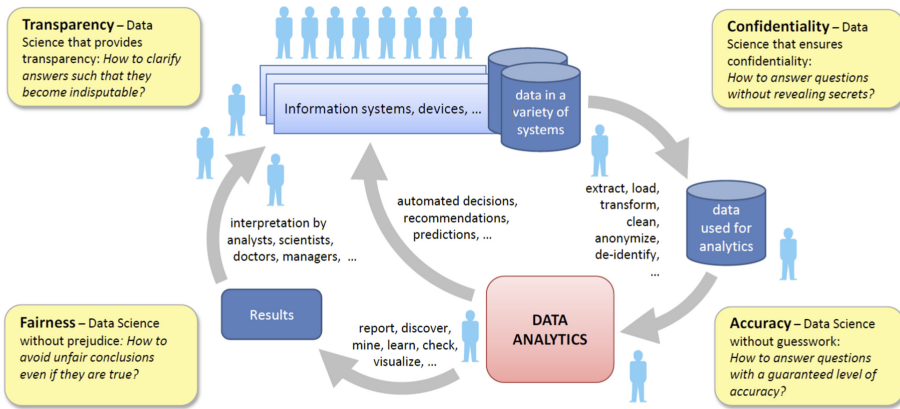 Transparency – Data
Science that provides
transparency: How to clarify
answers such that they
become indisputable?
Confidentiality – Data
Science that ensures
confidentiality:
How to answer questions
without revealing secrets?
Information systems, devices, ...
data in a
variety of
systems
extract, load,
transform,
clean,
anonymize,
de-identify,
...
data
used for
analytics
automated decisions,
recommendations,
predictions, ...
interpretation by
analysts, scientists,
doctors, managers, ...
Results
report, discover,
mine, learn, check,
visualize, ...
DATA
ANALYTICS
Fairness – Data Science
without prejudice: How to
avoid unfair conclusions
even if they are true?
Accuracy – Data Science
without guesswork:
How to answer questions
with a guaranteed level of
accuracy?